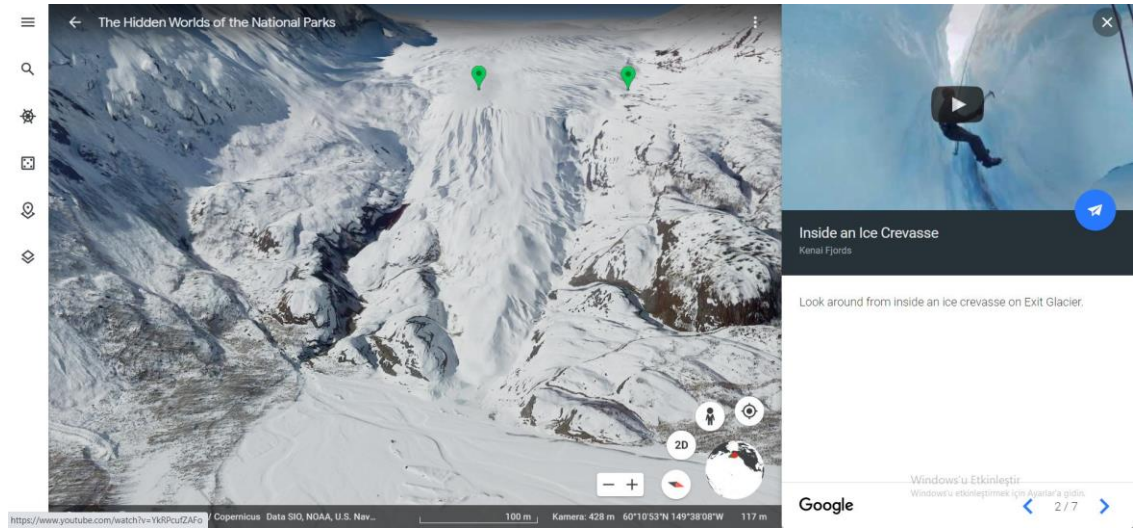 The Hidden Worlds of the National Parks
Inside an Ice Crevasse
Kenai Fjords
Look around from inside an ice crevasse on Exit Glacier.
2D
Windows'u Etkinleştir
Windows'u etkinleştirmek için Ayarlar'a gidin.
Google
2 / 7
https://www.youtube.com/watch?v=YkRPcufZAFo
/ Copernicus Data SIO, NOAA, U.S. Nav...
100 m
Kamera: 428 m 60°10'53"N 149°38'08"W 117 m